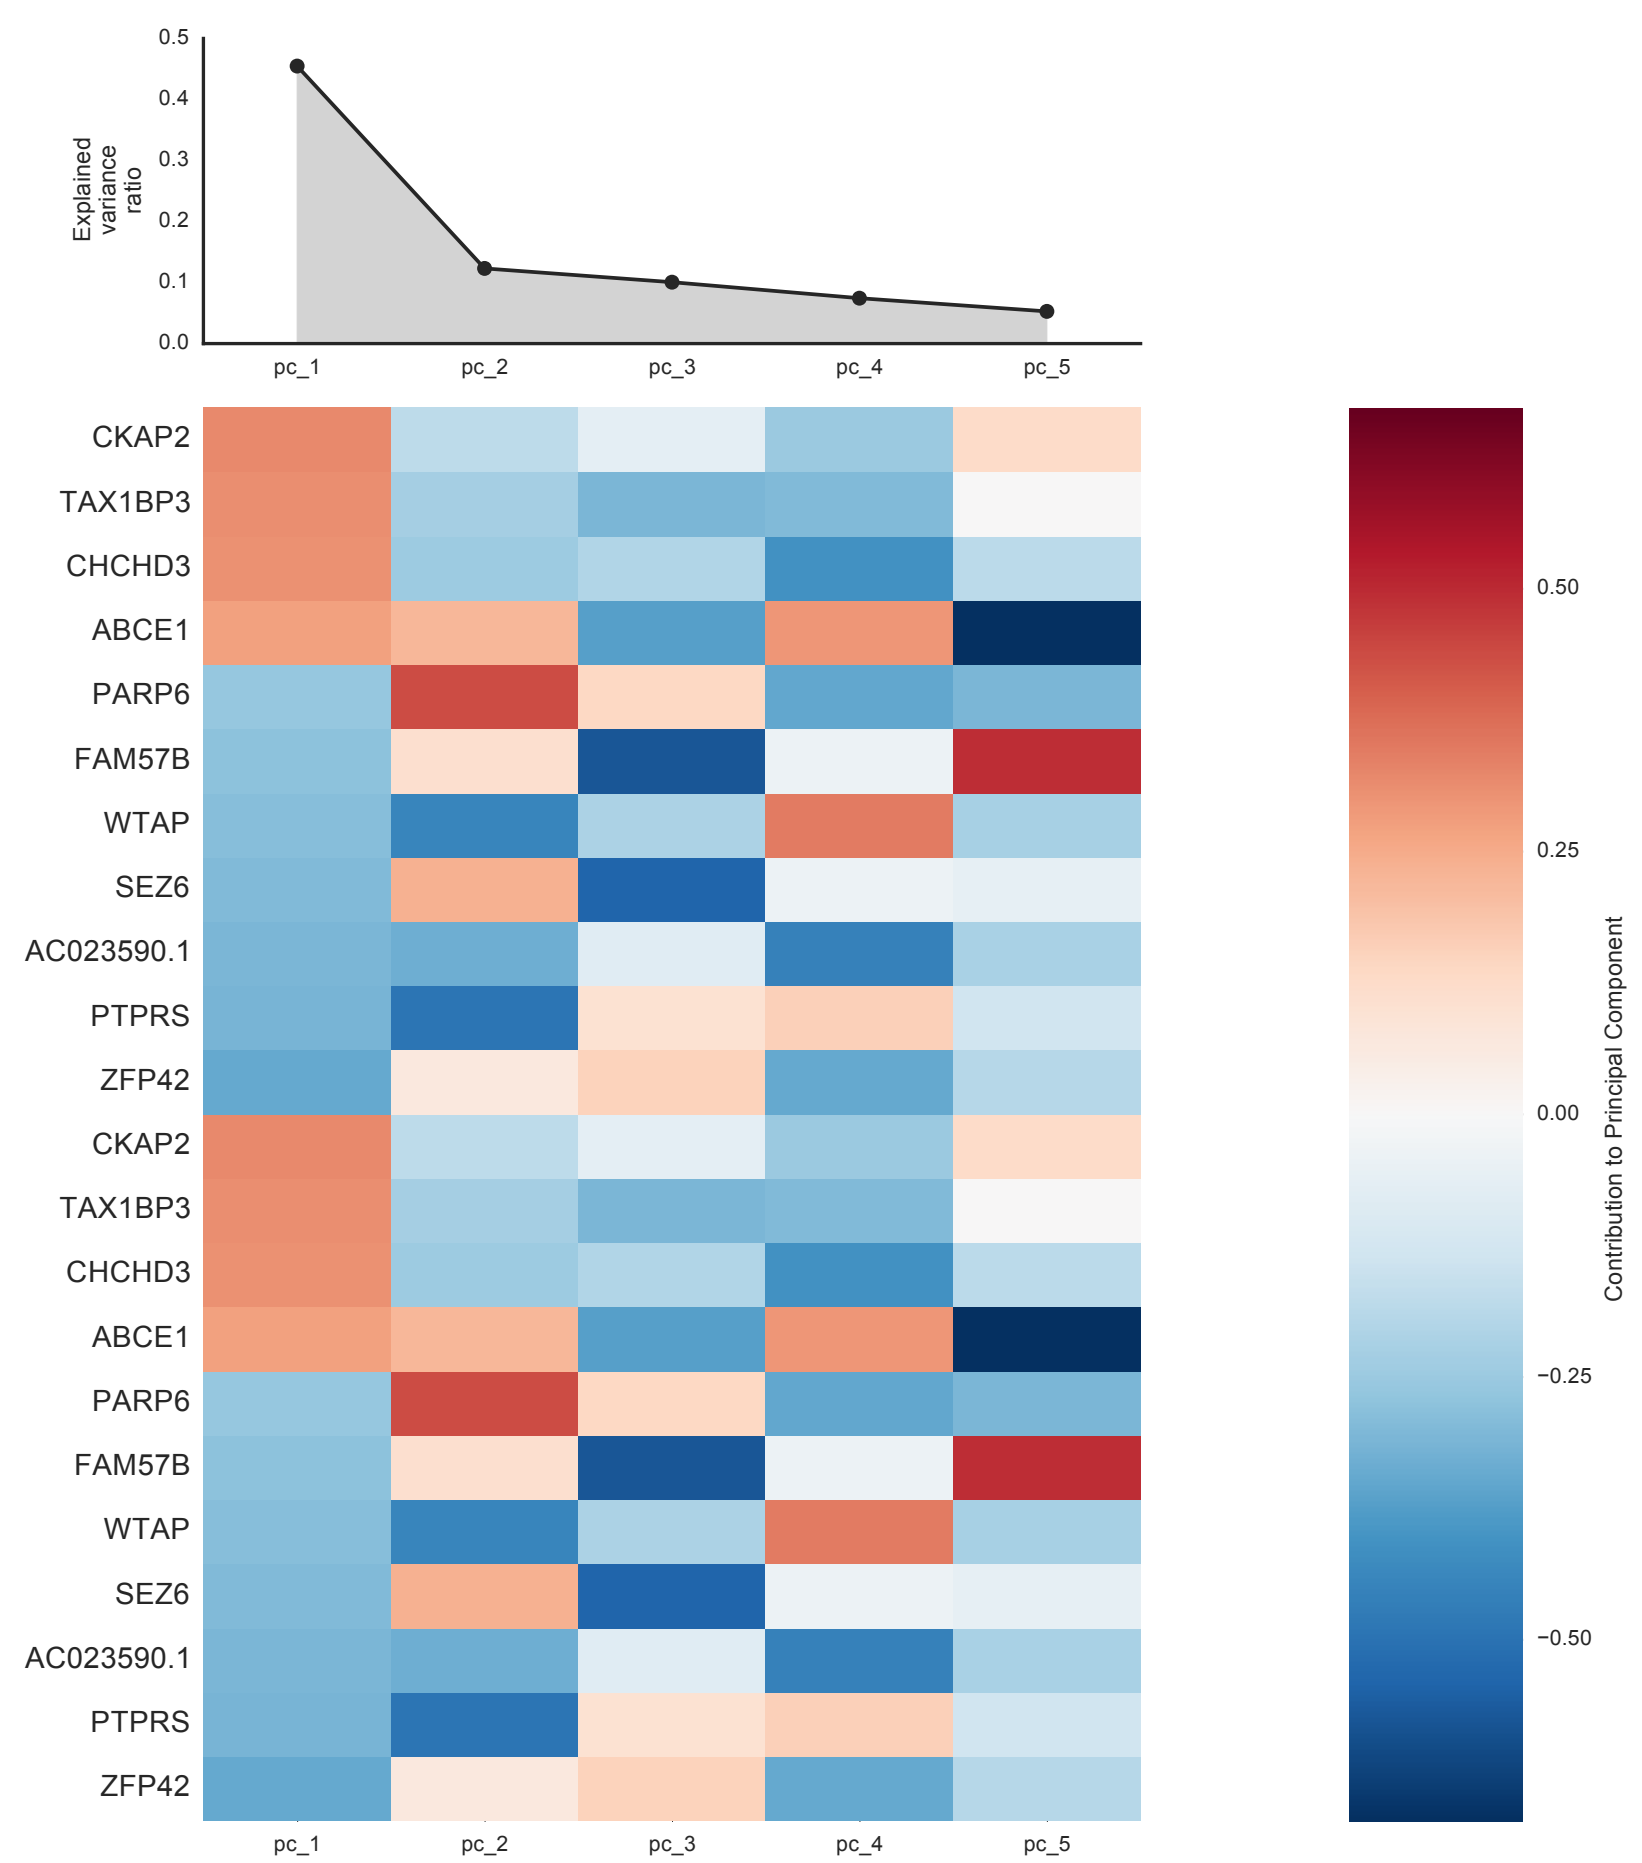 Explained
variance
ratio
0.5
0.4
0.3
0.2
0.1
0.0
pc_1 pc_2 pc_3 pc_4 pc_5
CKAP2
TAX1BP3
CHCHD3
ABCE1
PARP6
FAM57B
WTAP
SEZ6
AC023590.1
PTPRS
ZFP42
CKAP2
TAX1BP3
CHCHD3
ABCE1
PARP6
FAM57B
WTAP
SEZ6
AC023590.1
PTPRS
ZFP42
pc_1 pc_2 pc_3 pc_4 pc_5
0.50
0.25
0.00
−0.25
−0.50
Contribution to Principal Component